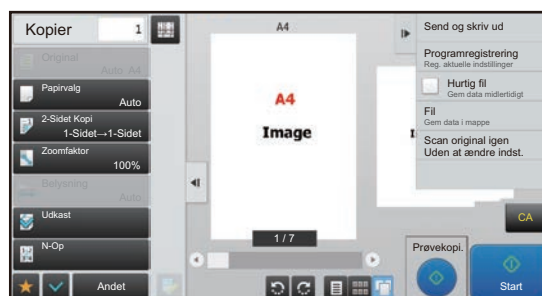 Kopier
1
Original
Auto A4
Papirvalg
Auto
2-Sidet Kopi
1-Sidet→1-Sidet
Zoomfaktor
100%
Belysning
Auto
Udkast
N-Op
Andet
A4
A4
Image
I
1 / 7
Send og skriv ud
Programregistrering
Reg. aktuelle indstillinger
Hurtig fil
Gem data midlertidigt
Fil
Gem data i mappe
Scan original igen
Uden at ændre indst.
CA
Prøvekopi.
Start